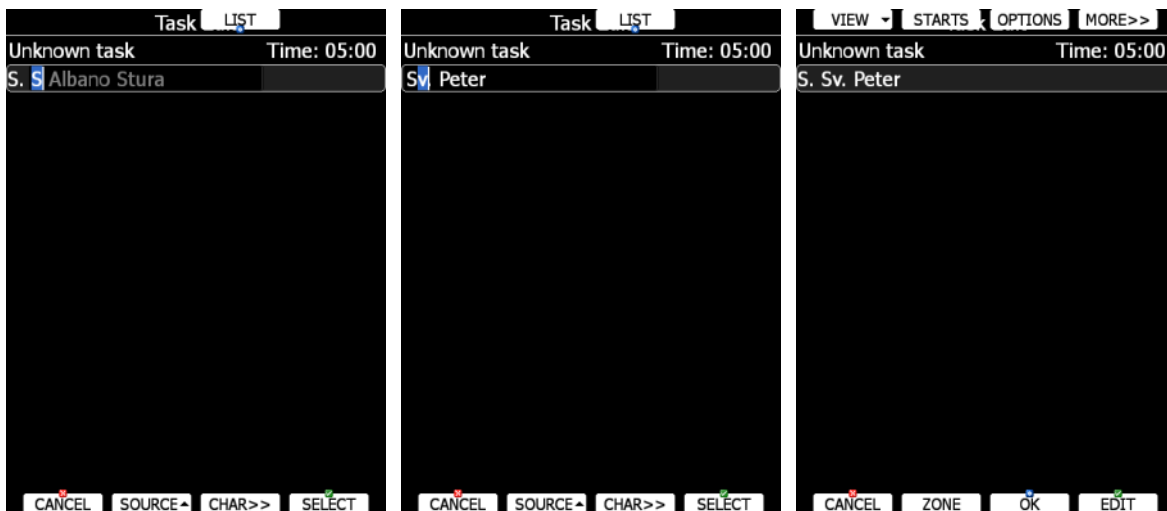 Task LIST
Unknown task Time: 05:00
S. S Albano Stura
CANCEL SOURCE CHAR>> SELECT
Task LIST
Unknown task Time: 05:00
Sv. Peter
CANCEL SOURCE CHAR>> SELECT
VIEW STARTS OPTIONS MORE>>
Unknown task Time: 05:00
S. Sv. Peter
CANCEL ZONE OK EDIT